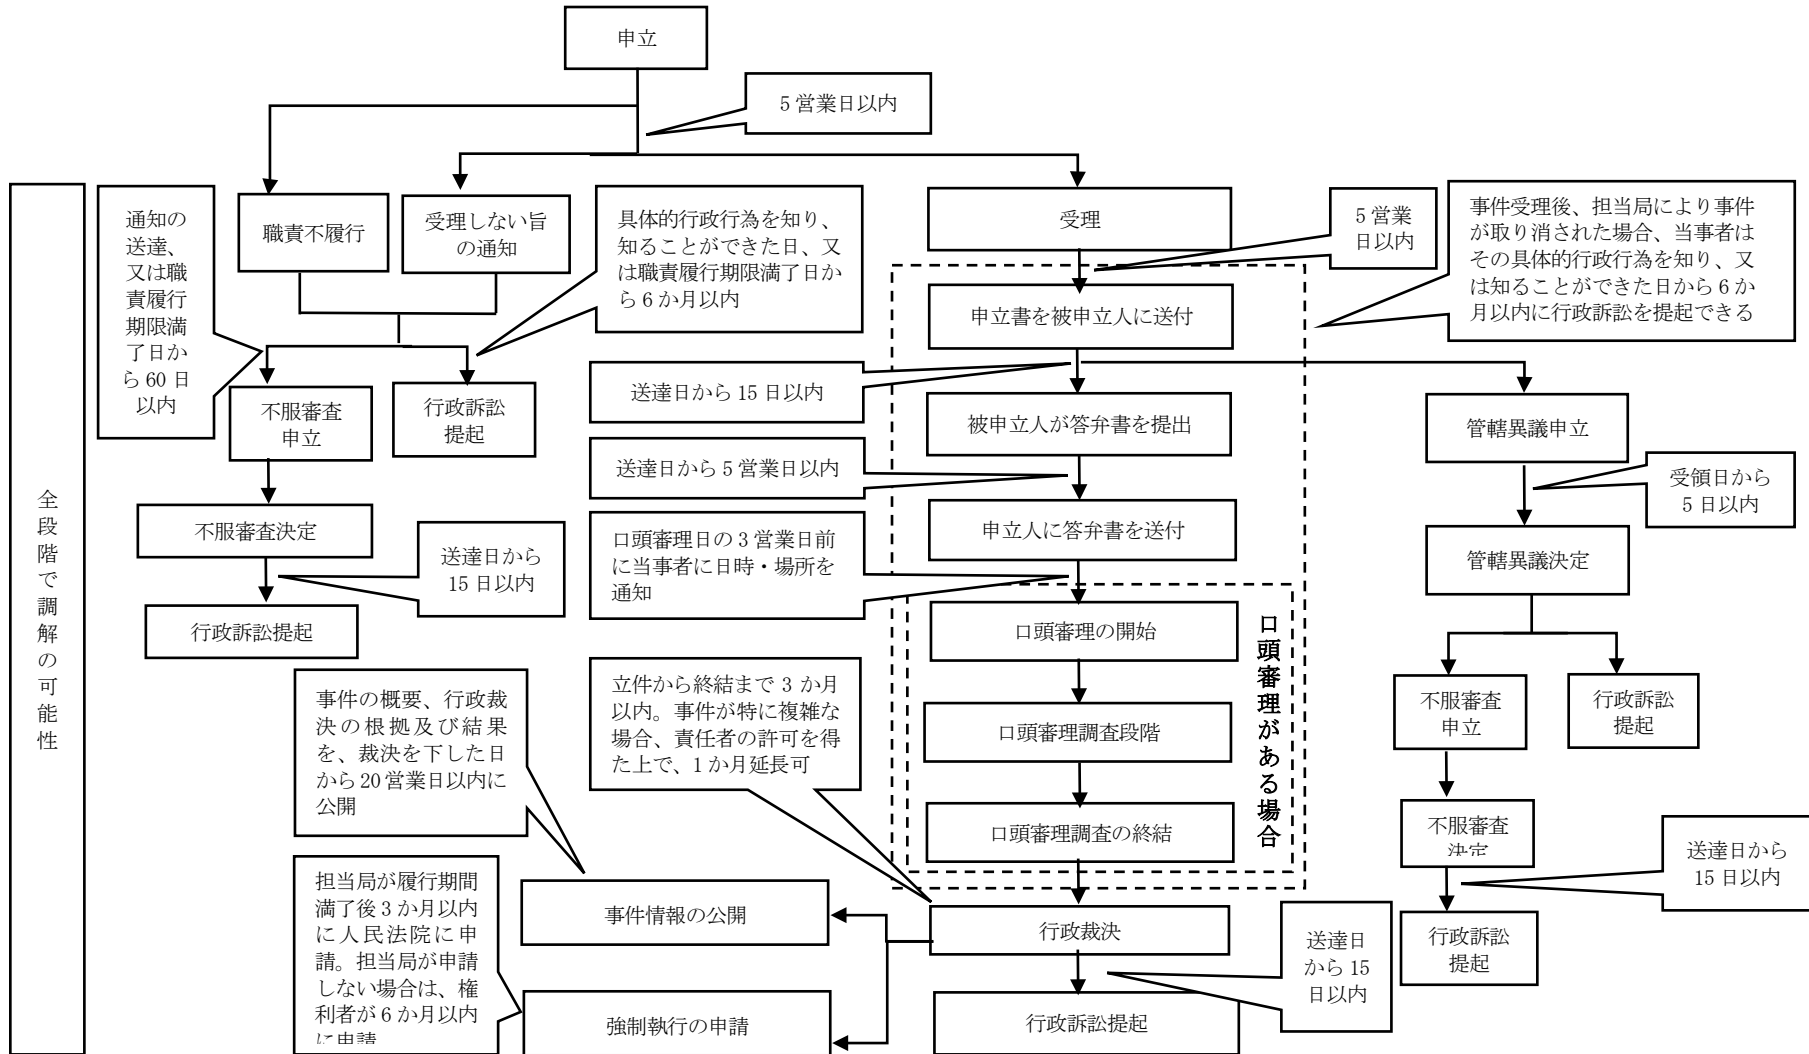 申立
5 営業日以内
全段階で調解の可能性
通知の
送達、
又は職
責履行
期限満
了日か
ら 60 日
以内
職責不履行
受理しない旨
の通知
具体的行政行為を知り、
知ることができた日、又
は職責履行期限満了日か
ら 6 か月以内
受理
5 営業
日以内
事件受理後、担当局により事件
が取り消された場合、当事者は
その具体的行政行為を知り、又
は知ることができた日から 6 か
月以内に行政訴訟を提起できる
申立書を被申立人に送付
送達日から 15 日以内
不服審査
申立
行政訴訟
提起
被申立人が答弁書を提出
管轄異議申立
送達日から 5 営業日以内
受領日から
5 日以内
不服審査決定
送達日から
15 日以内
口頭審理日の 3 営業日前
に当事者に日時・場所を
通知
申立人に答弁書を送付
管轄異議決定
行政訴訟提起
口頭審理の開始
口頭審理がある場合
事件の概要、行政裁
決の根拠及び結果
を、裁決を下した日
から 20 営業日以内に
公開
立件から終結まで 3 か月
以内。事件が特に複雑な
場合、責任者の許可を得
た上で、1 か月延長可
口頭審理調査段階
不服審査
申立
行政訴訟
提起
口頭審理調査の終結
不服審査
決定
送達日から
15 日以内
担当局が履行期間
満了後 3 か月以内
に人民法院に申
請。担当局が申請
しない場合は、権
利者が 6 か月以内
に申請
事件情報の公開
行政裁決
送達日
から 15
日以内
行政訴訟
提起
強制執行の申請
行政訴訟提起